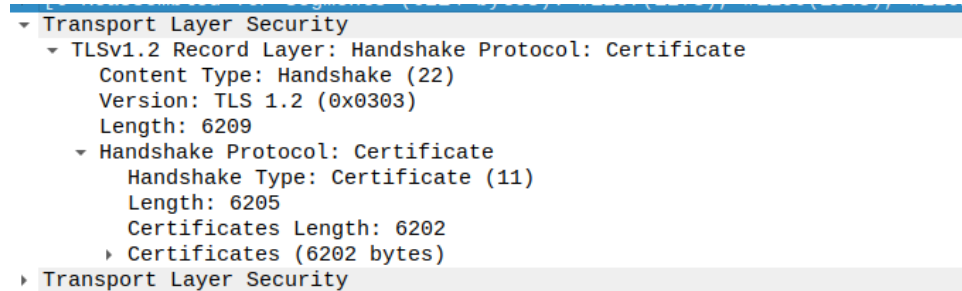 Transport Layer Security
TLSv1.2 Record Layer: Handshake Protocol: Certificate
Content Type: Handshake (22)
Version: TLS 1.2 (0x0303)
Length: 6209
Handshake Protocol: Certificate
Handshake Type: Certificate (11)
Length: 6205
Certificates Length: 6202
Certificates (6202 bytes)
Transport Layer Security